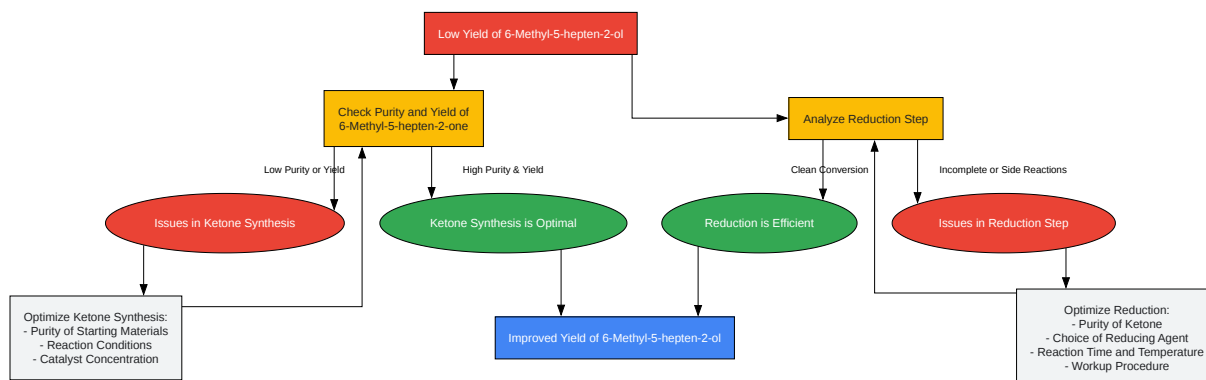 Low Yield of 6-Methyl-5-hepten-2-ol
Check Purity and Yield of
6-Methyl-5-hepten-2-one
Analyze Reduction Step
Low Purity or Yield
High Purity & Yield
Clean Conversion
Incomplete or Side Reactions
Issues in Ketone Synthesis
Ketone Synthesis is Optimal
Reduction is Efficient
Issues in Reduction Step
Optimize Ketone Synthesis:
- Purity of Starting Materials
- Reaction Conditions
- Catalyst Concentration
Improved Yield of 6-Methyl-5-hepten-2-ol
Optimize Reduction:
- Purity of Ketone
- Choice of Reducing Agent
- Reaction Time and Temperature
- Workup Procedure